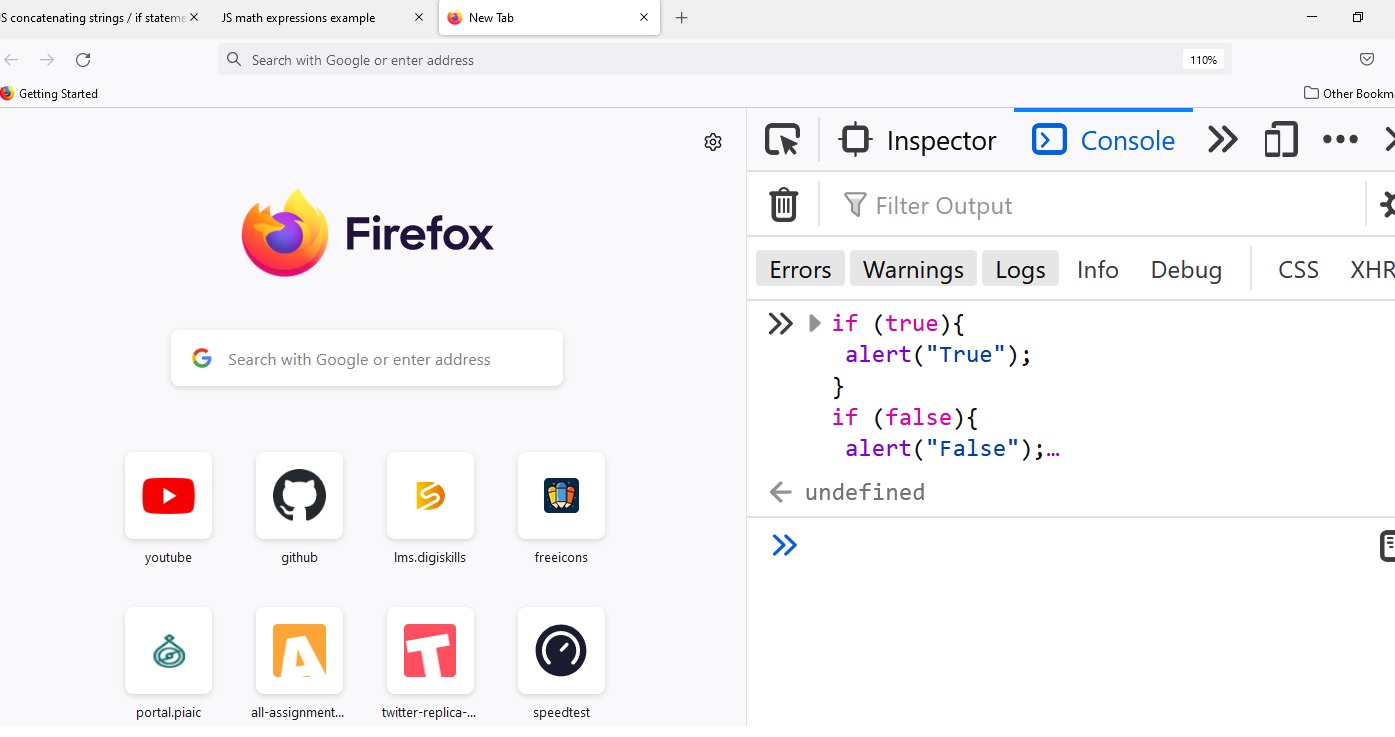 S concatenating strings / if stateme
JS math expressions example
New Tab
Search with Google or enter address
110%
Getting Started
Other Bookma
Inspector
Console
Filter Output
Errors
Warnings
Logs
Info
Debug
CSS
XHR
Firefox
Search with Google or enter address
youtube
github
lms.digiskills
freeicons
portal.piaic
all-assignment...
twitter-replica-...
speedtest
if (true){
alert("True");
}
if (false){
alert("False");…
undefined